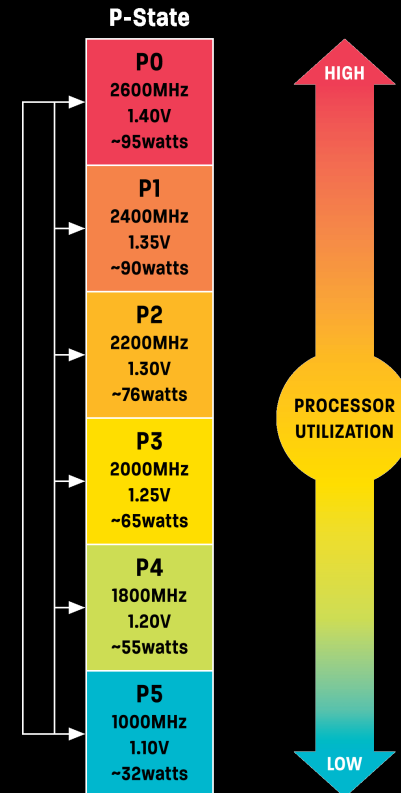 P-State
P0
2600MHz
1.40V
~95watts
P1
2400MHz
1.35V
~90watts
P2
2200MHz
1.30V
~76watts
P3
2000MHz
1.25V
~65watts
P4
1800MHz
1.20V
~55watts
P5
1000MHz
1.10V
~32watts
HIGH
PROCESSOR
UTILIZATION
LOW